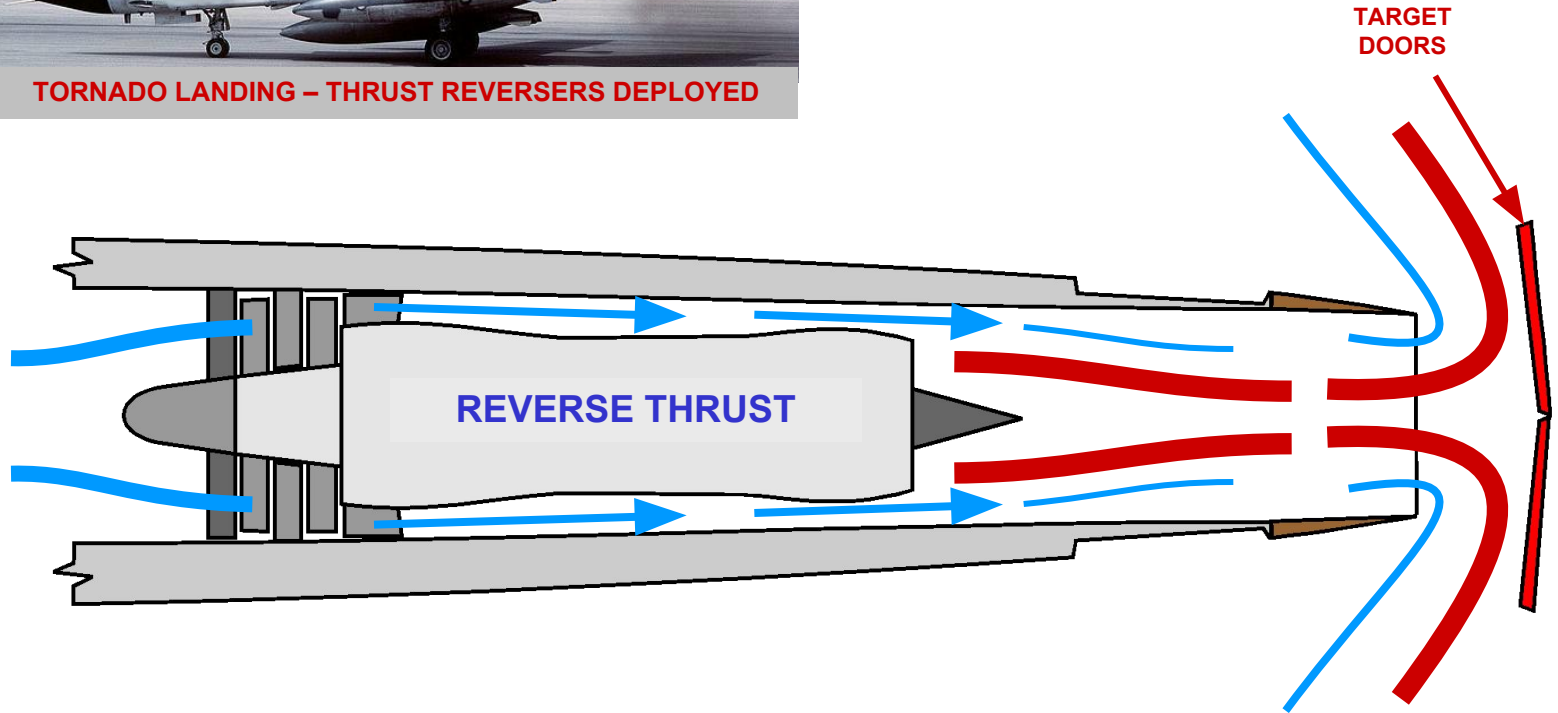 TARGET
DOORS
TORNADO LANDING – THRUST REVERSERS DEPLOYED
REVERSE THRUST